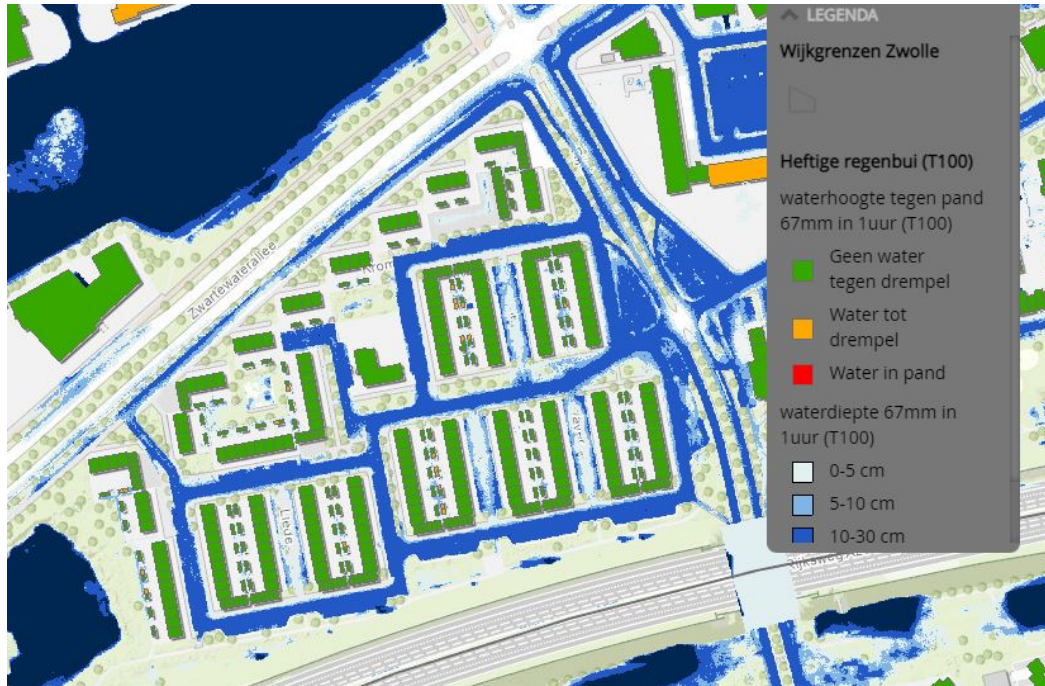 LEGENDA
Wijkgrenzen Zwolle
Heftige regenbui (T100)
waterhoogte tegen pand
67mm in 1uur (T100)
Geen water
tegen drempel
Water tot
drempel
Water in pand
waterdiepte 67mm in
1uur (T100)
0-5 cm
5-10 cm
10-30 cm
Zwartewaterallee
Krom
Liede